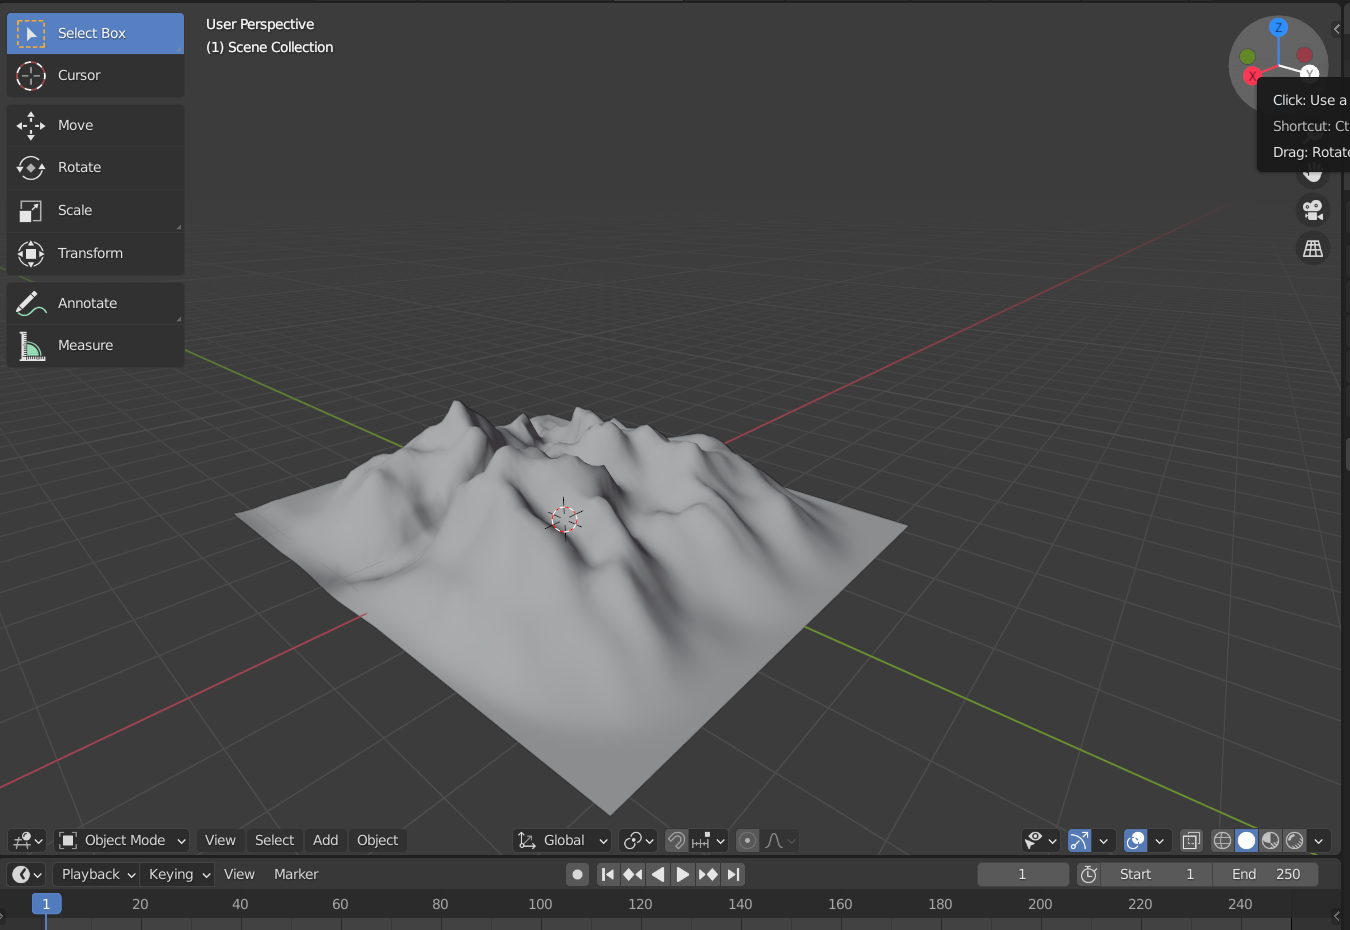 Select Box
User Perspective
(1) Scene Collection
Cursor
Move
Rotate
Scale
Transform
Annotate
Measure
Z
X
Y
Click: Use a
Shortcut: Ct
Drag: Rotate
Object Mode View Select Add Object Global
Playback Keying View Marker 1 Start 1 End 250
1 20 40 60 80 100 120 140 160 180 200 220 240